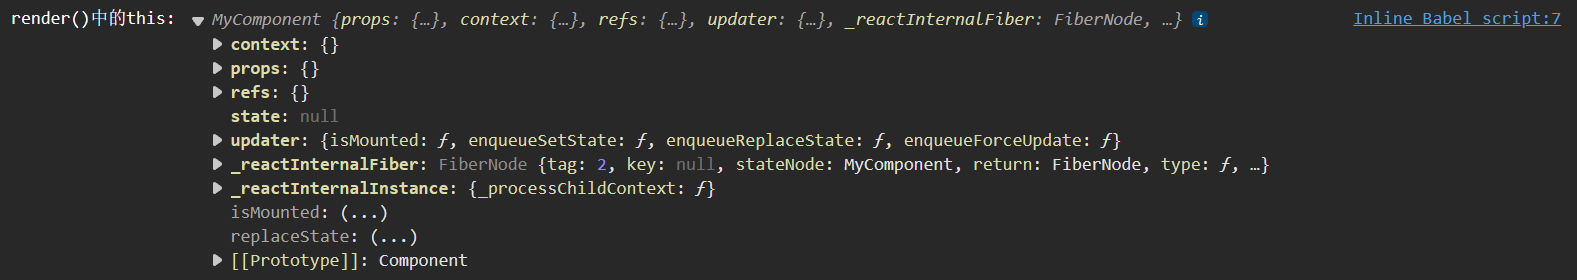 render()中的this: ▼ MyComponent {props: {…}, context: {…}, refs: {…}, updater: {…}, _reactInternalFiber: FiberNode, …} i Inline Babel script:7
▶ context: {}
▶ props: {}
▶ refs: {}
state: null
▶ updater: {isMounted: ƒ, enqueueSetState: ƒ, enqueueReplaceState: ƒ, enqueueForceUpdate: ƒ}
▶ _reactInternalFiber: FiberNode {tag: 2, key: null, stateNode: MyComponent, return: FiberNode, type: ƒ, …}
▶ _reactInternalInstance: {_processChildContext: ƒ}
isMounted: (...)
replaceState: (...)
▶ [[Prototype]]: Component